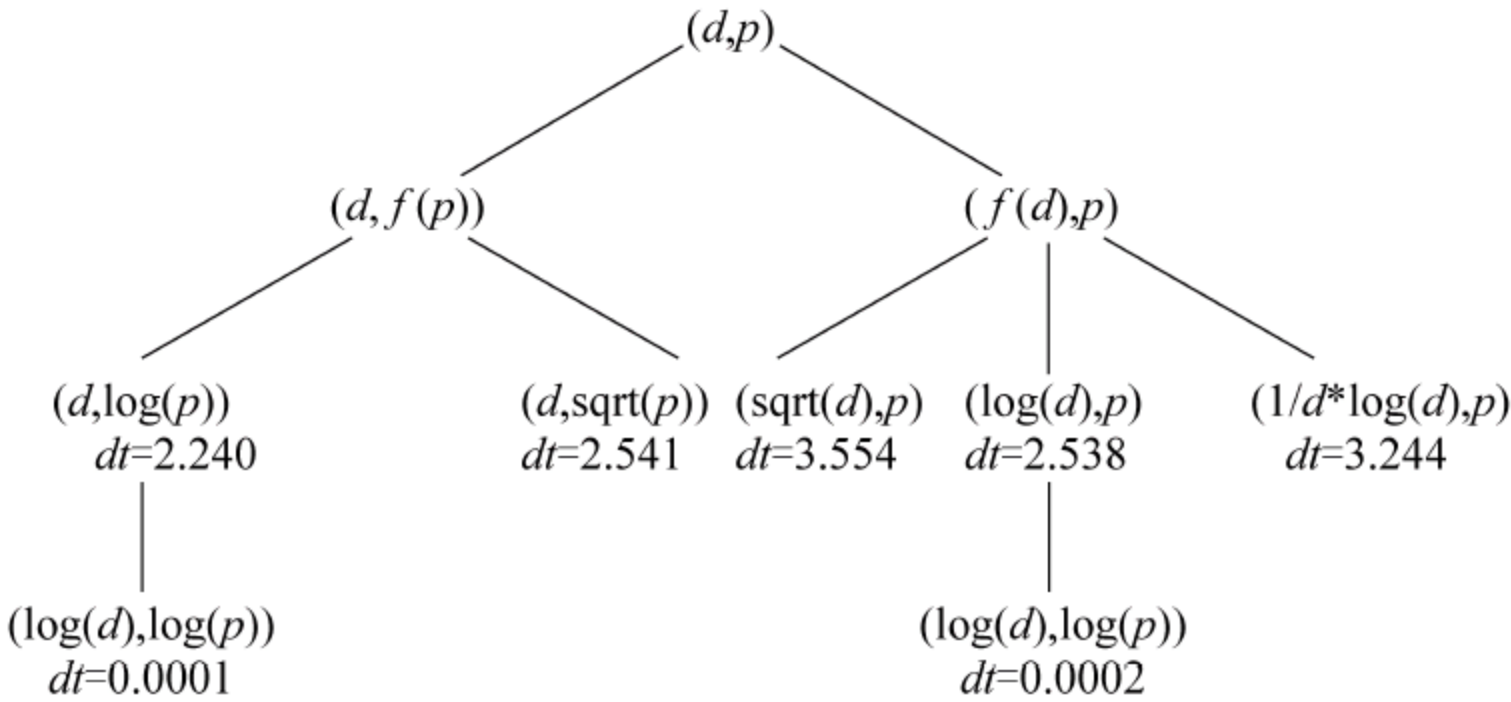 (d,p)
(d, f (p))
( f (d),p)
(d,log(p))
dt=2.240
(d,sqrt(p))
dt=2.541
(sqrt(d),p)
dt=3.554
(log(d),p)
dt=2.538
(1/d*log(d),p)
dt=3.244
(log(d),log(p))
dt=0.0001
(log(d),log(p))
dt=0.0002